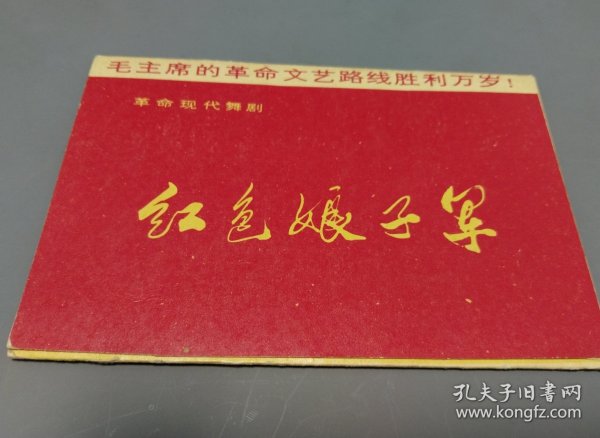 毛主席的革命文艺路线胜利万岁！
革命现代舞剧
红色娘子军
孔夫子旧书网
www.kongfz.com